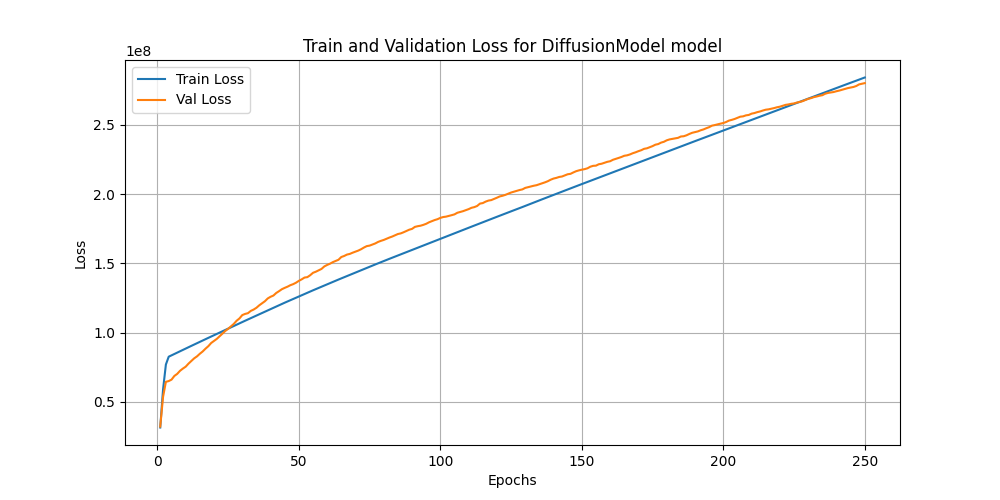 Train and Validation Loss for DiffusionModel model
1e8
Train Loss
Val Loss
2.5
2.0
1.5
1.0
0.5
Loss
0 50 100 150 200 250
Epochs